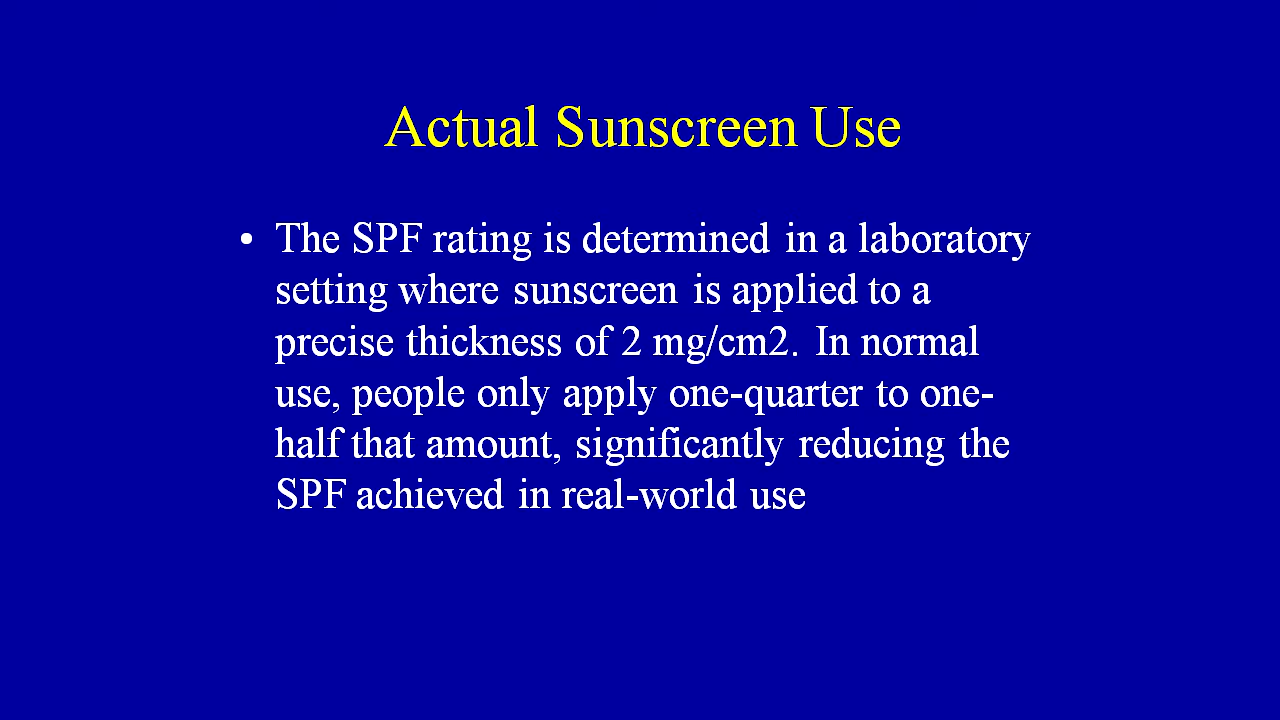 Actual Sunscreen Use
• The SPF rating is determined in a laboratory
setting where sunscreen is applied to a
precise thickness of 2 mg/cm2. In normal
use, people only apply one-quarter to one-
half that amount, significantly reducing the
SPF achieved in real-world use